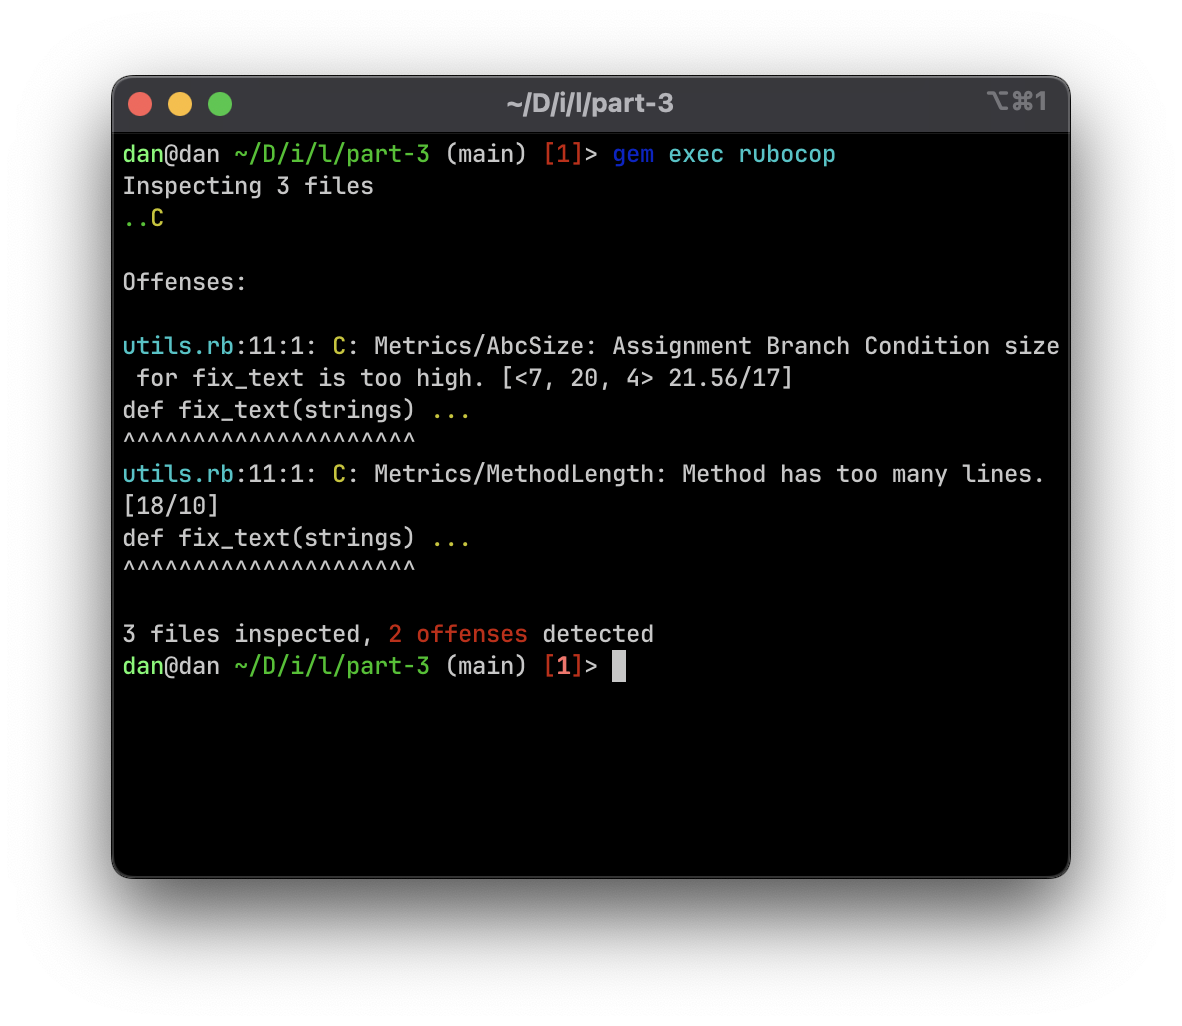 ~/D/i/l/part-3
⌥⌘1
dan@dan ~/D/i/l/part-3 (main) [1]> gem exec rubocop
Inspecting 3 files
..C
Offenses:
utils.rb:11:1: C: Metrics/AbcSize: Assignment Branch Condition size
 for fix_text is too high. [<7, 20, 4> 21.56/17]
def fix_text(strings) ...
^^^^^^^^^^^^^^^^^^^^^
utils.rb:11:1: C: Metrics/MethodLength: Method has too many lines.
[18/10]
def fix_text(strings) ...
^^^^^^^^^^^^^^^^^^^^^
3 files inspected, 2 offenses detected
dan@dan ~/D/i/l/part-3 (main) [1]>